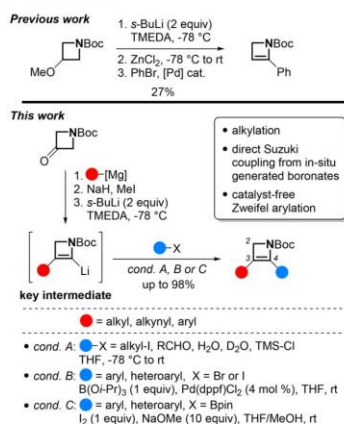 Previous work
NBoc
MeO
1. s-BuLi (2 equiv)
TMEDA, -78 °C
2. ZnCl2, -78 °C to rt
3. PhBr, [Pd] cat.
27%
NBoc
Ph
This work
NBoc
O
1. -[Mg]
2. NaH, MeI
3. s-BuLi (2 equiv)
TMEDA, -78 °C
• alkylation
• direct Suzuki
coupling from in-situ
generated boronates
• catalyst-free
Zweifel arylation
NBoc
Li
key intermediate
-X
cond. A, B or C
up to 98%
NBoc
2
3
4
= alkyl, alkynyl, aryl
• cond. A: -X = alkyl-I, RCHO, H2O, D2O, TMS-Cl
THF, -78 °C to rt
• cond. B: = aryl, heteroaryl, X = Br or I
B(Oi-Pr)3 (1 equiv), Pd(dppf)Cl2 (4 mol %), THF, rt
• cond. C: = aryl, heteroaryl, X = Bpin
I2 (1 equiv), NaOMe (10 equiv), THF/MeOH, rt